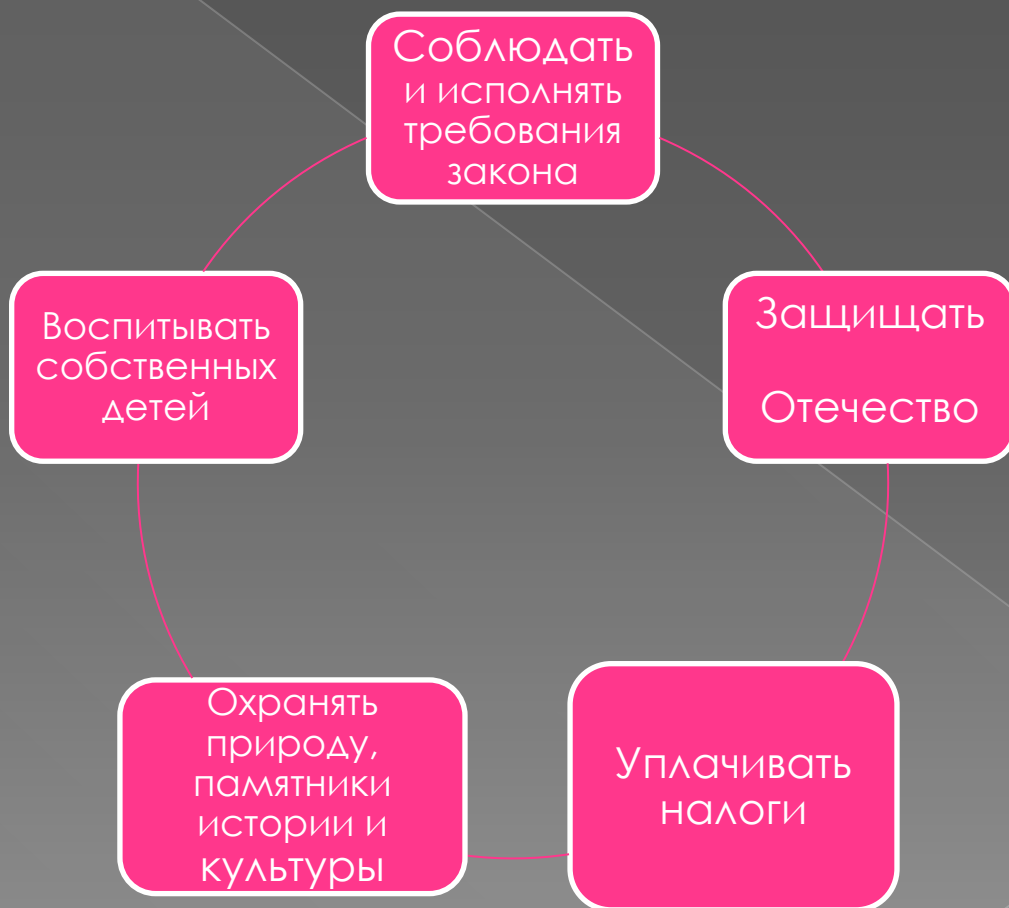 Соблюдать
и исполнять
требования
закона
Защищать
Отечество
Уплачивать
налоги
Охранять
природу,
памятники
истории и
культуры
Воспитывать
собственных
детей